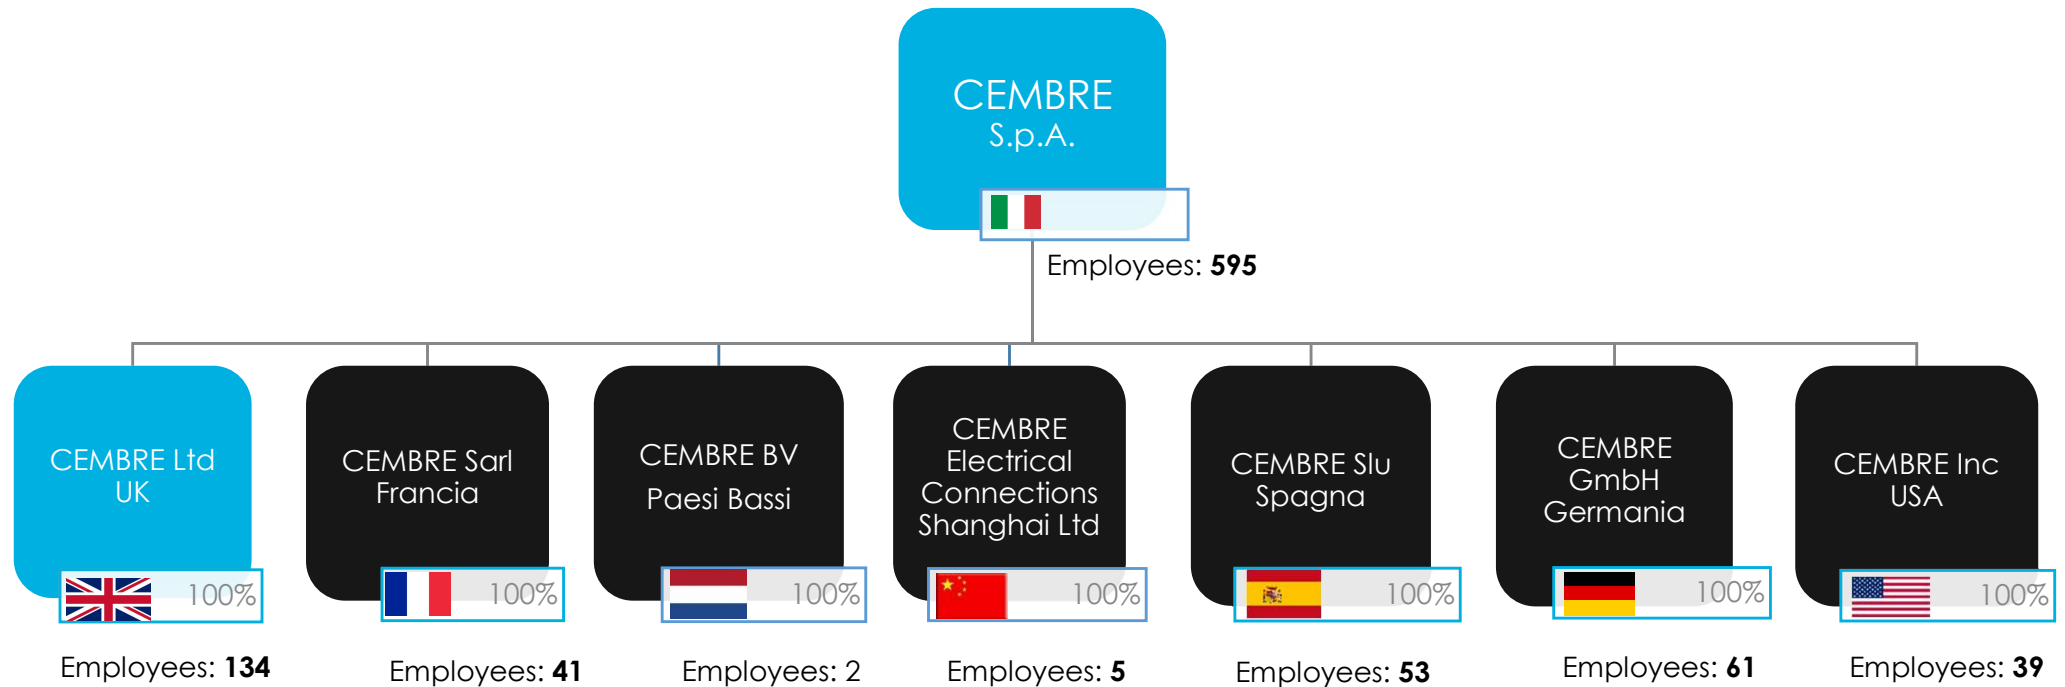 CEMBRE
S.p.A.
Employees: 595
CEMBRE Ltd
UK
100%
Employees: 134
CEMBRE Sarl
Francia
100%
Employees: 41
CEMBRE BV
Paesi Bassi
100%
Employees: 2
CEMBRE
Electrical
Connections
Shanghai Ltd
100%
Employees: 5
CEMBRE Slu
Spagna
100%
Employees: 53
CEMBRE
GmbH
Germania
100%
Employees: 61
CEMBRE Inc
USA
100%
Employees: 39